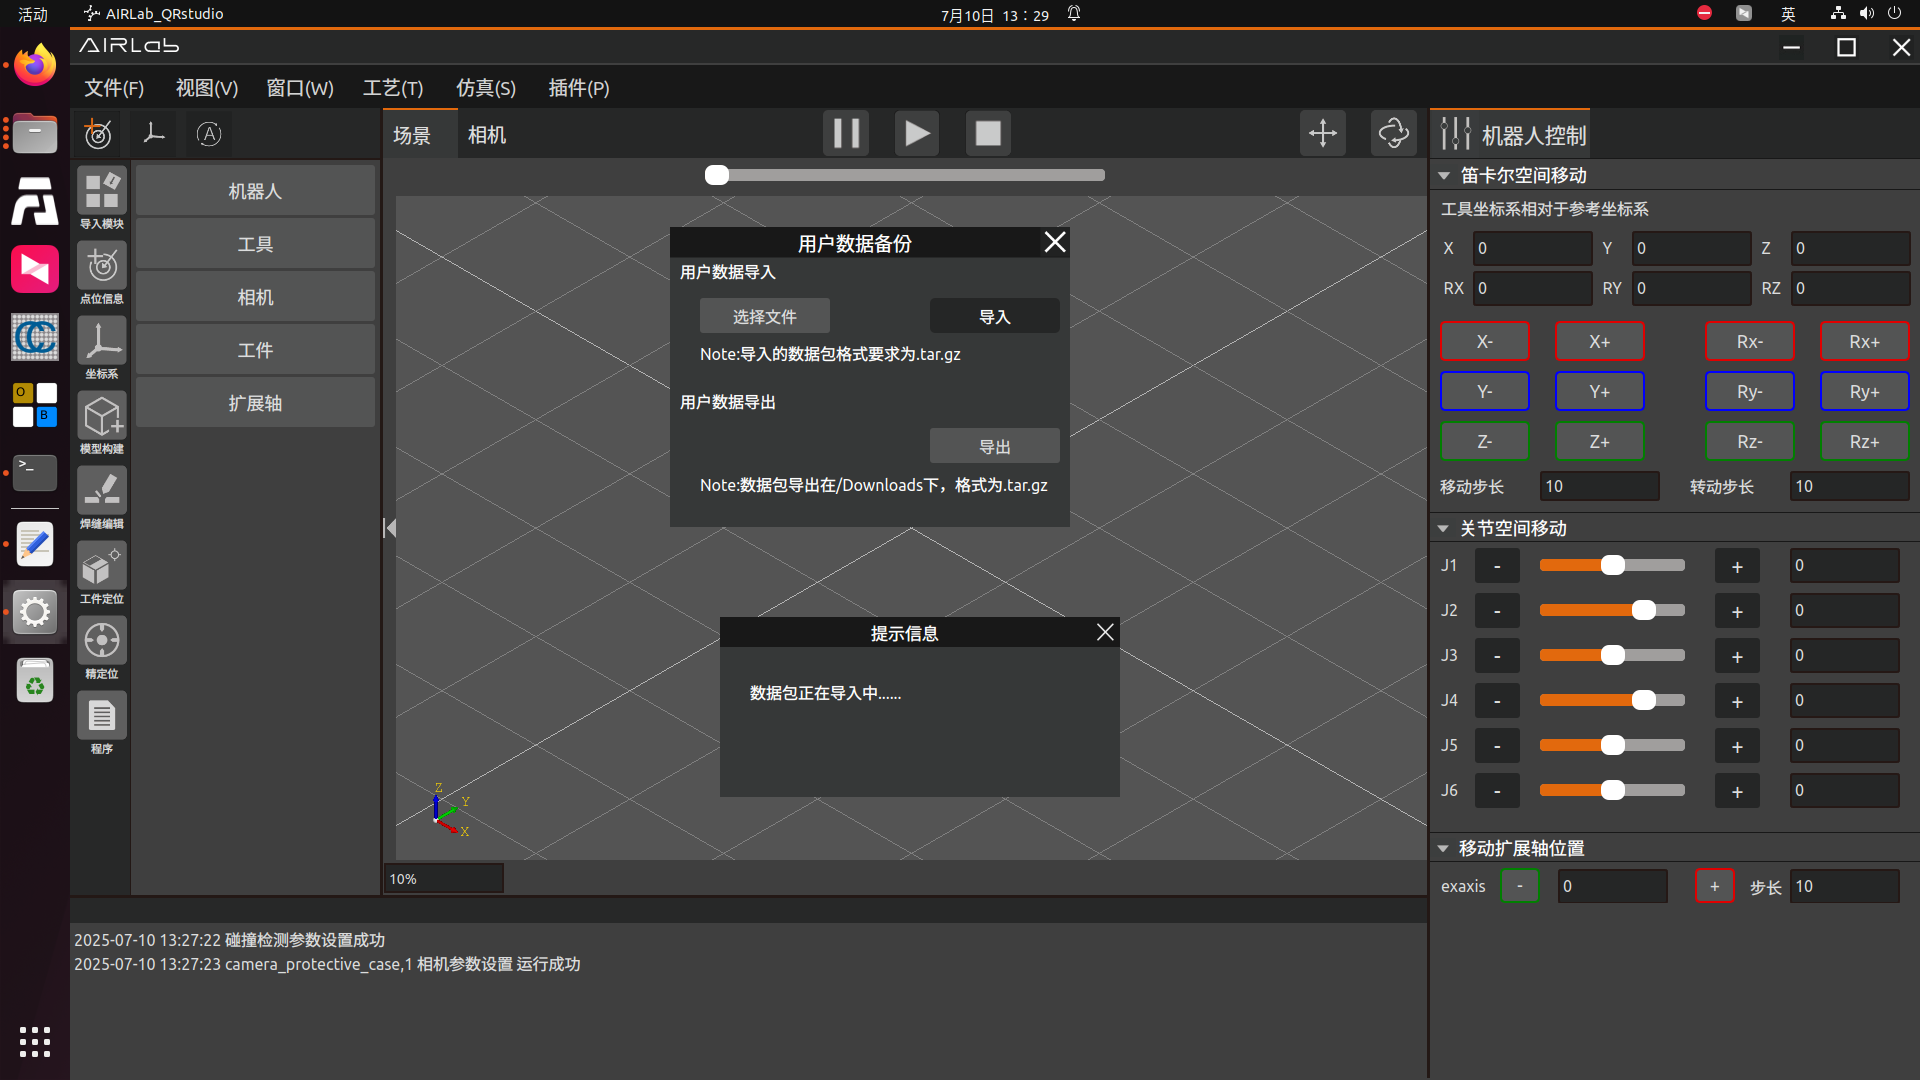 活动
AIRLab_QRstudio
7月10日 13：29
英
AIRLab
文件(F) 视图(V) 窗口(W) 工艺(T) 仿真(S) 插件(P)
A
场景 相机
机器人控制
导入模块
点位信息
坐标系
模型构建
焊缝编辑
工件定位
精定位
程序
机器人
工具
相机
工件
扩展轴
用户数据备份
用户数据导入
选择文件 导入
Note:导入的数据包格式要求为.tar.gz
用户数据导出
导出
Note:数据包导出在/Downloads下，格式为.tar.gz
提示信息
数据包正在导入中......
Z
Y
X
10%
笛卡尔空间移动
工具坐标系相对于参考坐标系
X 0 Y 0 Z 0
RX 0 RY 0 RZ 0
X- X+ Rx- Rx+
Y- Y+ Ry- Ry+
Z- Z+ Rz- Rz+
移动步长 10 转动步长 10
关节空间移动
J1 - + 0
J2 - + 0
J3 - + 0
J4 - + 0
J5 - + 0
J6 - + 0
移动扩展轴位置
exaxis - 0 + 步长 10
2025-07-10 13:27:22 碰撞检测参数设置成功
2025-07-10 13:27:23 camera_protective_case,1 相机参数设置 运行成功
CC
O
B
>_